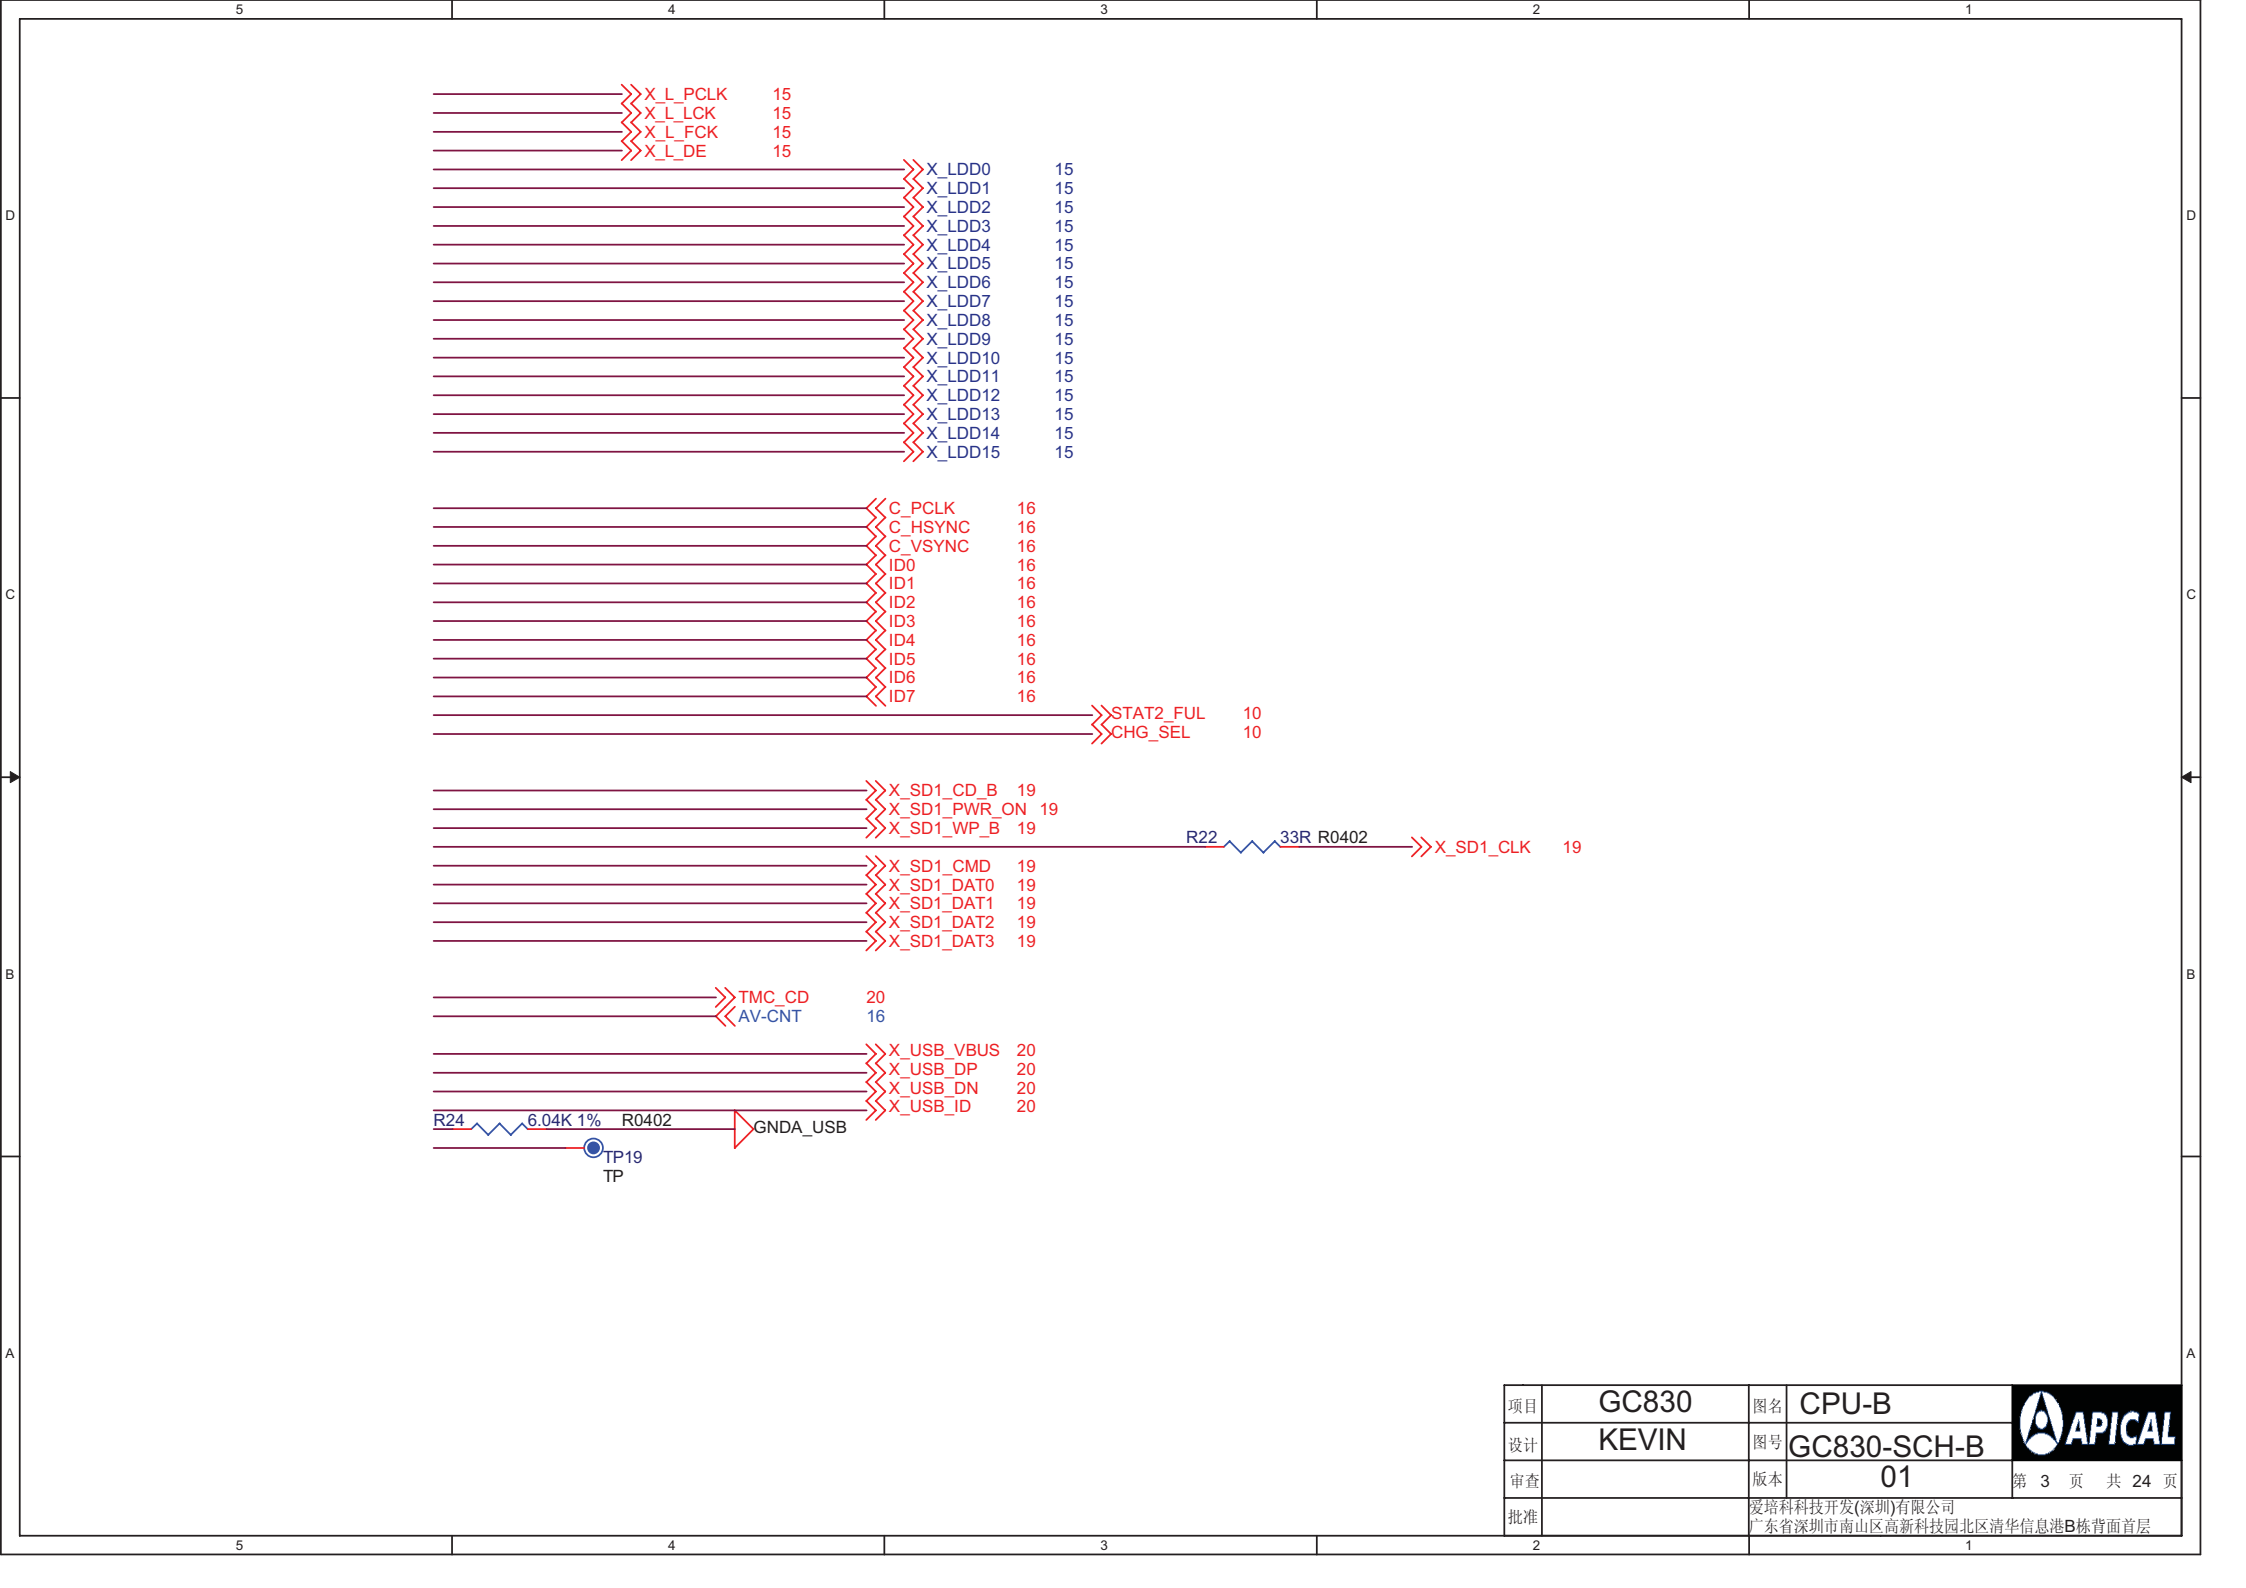 5 4 3 2 1
X_L_PCLK 15
X_L_LCK 15
X_L_FCK 15
X_L_DE 15
X_LDD0 15
X_LDD1 15
D X_LDD2 15 D
X_LDD3 15
X_LDD4 15
X_LDD5 15
X_LDD6 15
X_LDD7 15
X_LDD8 15
X_LDD9 15
X_LDD10 15
X_LDD11 15
X_LDD12 15
X_LDD13 15
X_LDD14 15
X_LDD15 15
C_PCLK 16
C_HSYNC 16
C_VSYNC 16
ID0 16
ID1 16
C ID2 16 C
ID3 16
ID4 16
ID5 16
ID6 16
ID7 16
STAT2_FUL 10
CHG_SEL 10
X_SD1_CD_B 19
X_SD1_PWR_ON 19
X_SD1_WP_B 19
R22 33R R0402 X_SD1_CLK 19
X_SD1_CMD 19
X_SD1_DAT0 19
X_SD1_DAT1 19
X_SD1_DAT2 19
X_SD1_DAT3 19
B B
TMC_CD 20
AV-CNT 16
X_USB_VBUS 20
X_USB_DP 20
X_USB_DN 20
X_USB_ID 20
R24 6.04K 1% R0402 GNDA_USB
TP19
TP
A A
项目 GC830 图名 CPU-B APICAL
设计 KEVIN 图号 GC830-SCH-B
审查 版本 01 第 3 页 共 24 页
批准 爱培科科技开发(深圳)有限公司
广东省深圳市南山区高新科技园北区清华信息港B栋背面首层
5 4 3 2 1